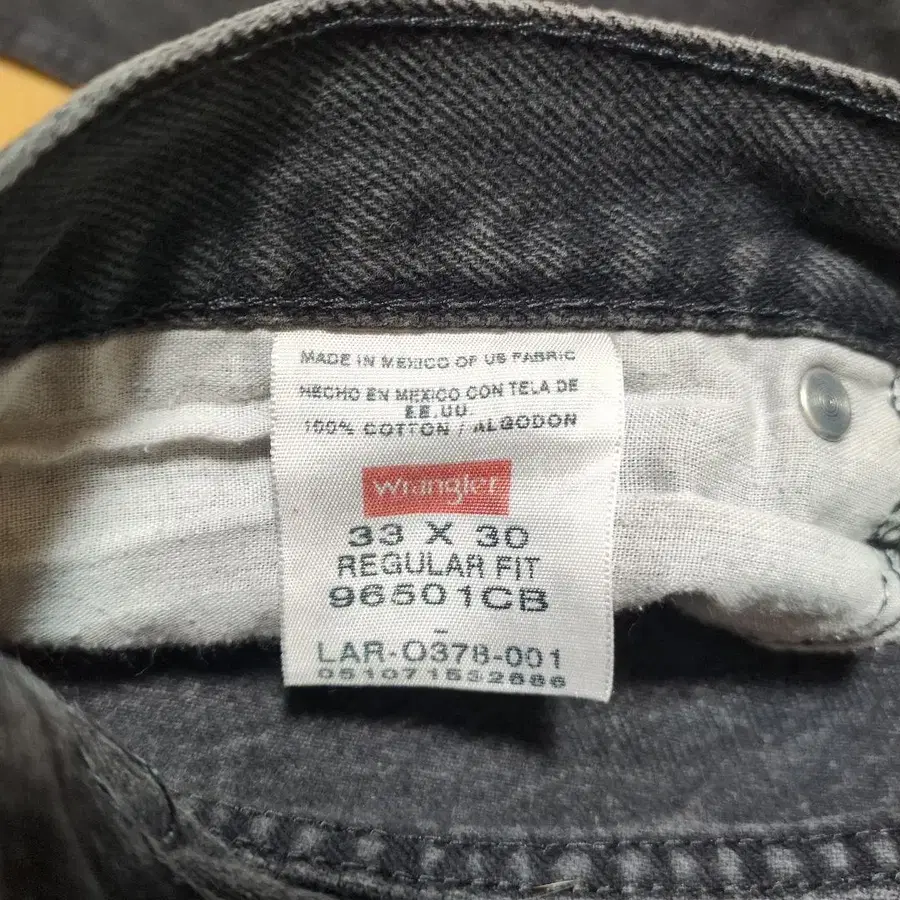 MADE IN MEXICO OF US FABRIC
HECHO EN MEXICO CON TELA DE
EE.UU
100% COTTON / ALGODON
Wrangler
33 X 30
REGULAR FIT
96501CB
LAR-0378-001
051071532886